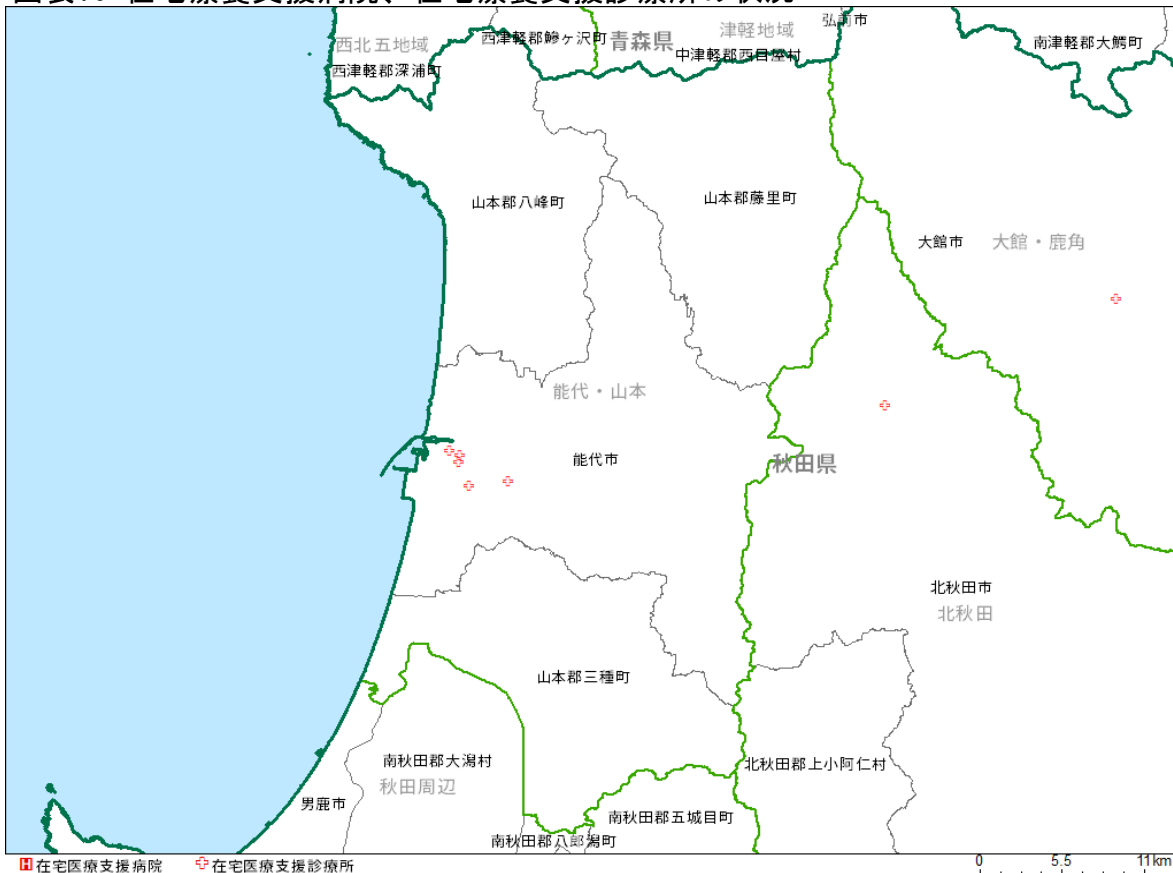 西津軽郡鰺ヶ沢町
青森県
津軽地域
弘前市
西北五地域
南津軽郡大鰐町
中津軽郡西目屋村
西津軽郡深浦町
山本郡八峰町
山本郡藤里町
大館市
大館・鹿角
能代・山本
能代市
秋田県
北秋田市
北秋田
山本郡三種町
南秋田郡大潟村
北秋田郡上小阿仁村
秋田周辺
男鹿市
南秋田郡五城目町
南秋田郡八郎潟町
在宅医療支援病院
在宅医療支援診療所
0 5.5 11km